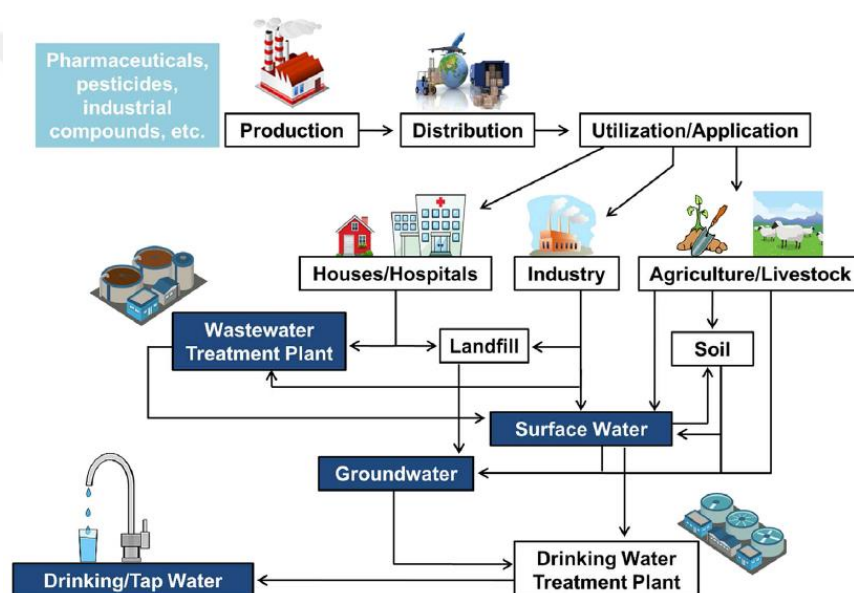 Pharmaceuticals,
pesticides,
industrial
compounds, etc.
Production
Distribution
Utilization/Application
Houses/Hospitals
Industry
Agriculture/Livestock
Wastewater
Treatment Plant
Landfill
Soil
Surface Water
Groundwater
Drinking Water
Treatment Plant
Drinking/Tap Water